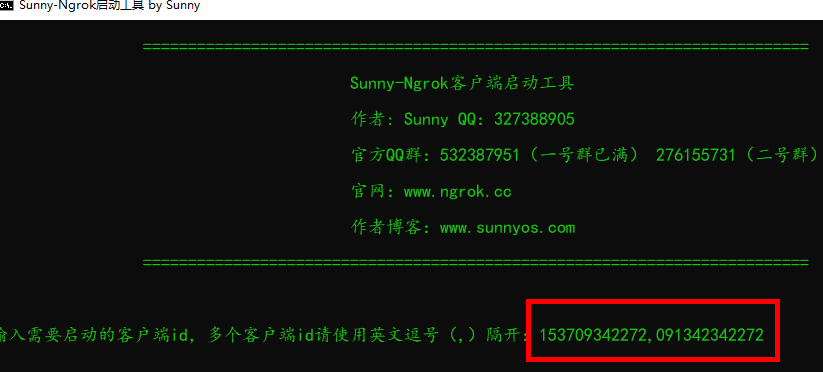 Sunny-Ngrok启动工具 by Sunny
==========================================================================
Sunny-Ngrok客户端启动工具
作者: Sunny QQ: 327388905
官方QQ群: 532387951（一号群已满） 276155731（二号群）
官网: www.ngrok.cc
作者博客: www.sunnyos.com
==========================================================================
输入需要启动的客户端id, 多个客户端id请使用英文逗号（,）隔开: 153709342272,091342342272